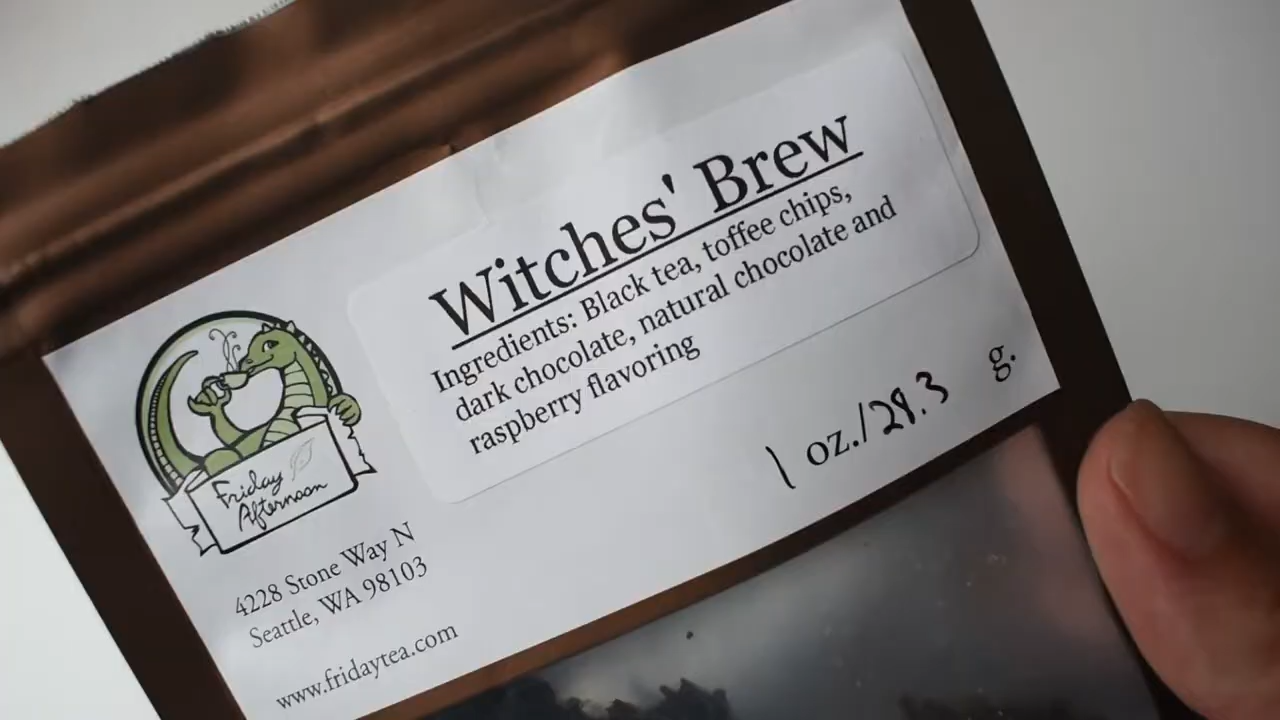 Witches' Brew
Ingredients: Black tea, toffee chips,
dark chocolate, natural chocolate and
raspberry flavoring
1 oz./28.3 g.
Friday
Afternoon
4228 Stone Way N
Seattle, WA 98103
www.fridaytea.com